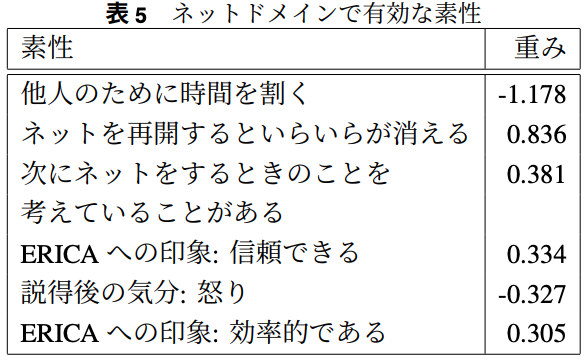 表 5 ネットドメインで有効な素性
素性 重み
他人のために時間を割く -1.178
ネットを再開するといらいらが消える 0.836
次にネットをするときのことを 0.381
考えていることがある
ERICA への印象: 信頼できる 0.334
説得後の気分: 怒り -0.327
ERICA への印象: 効率的である 0.305